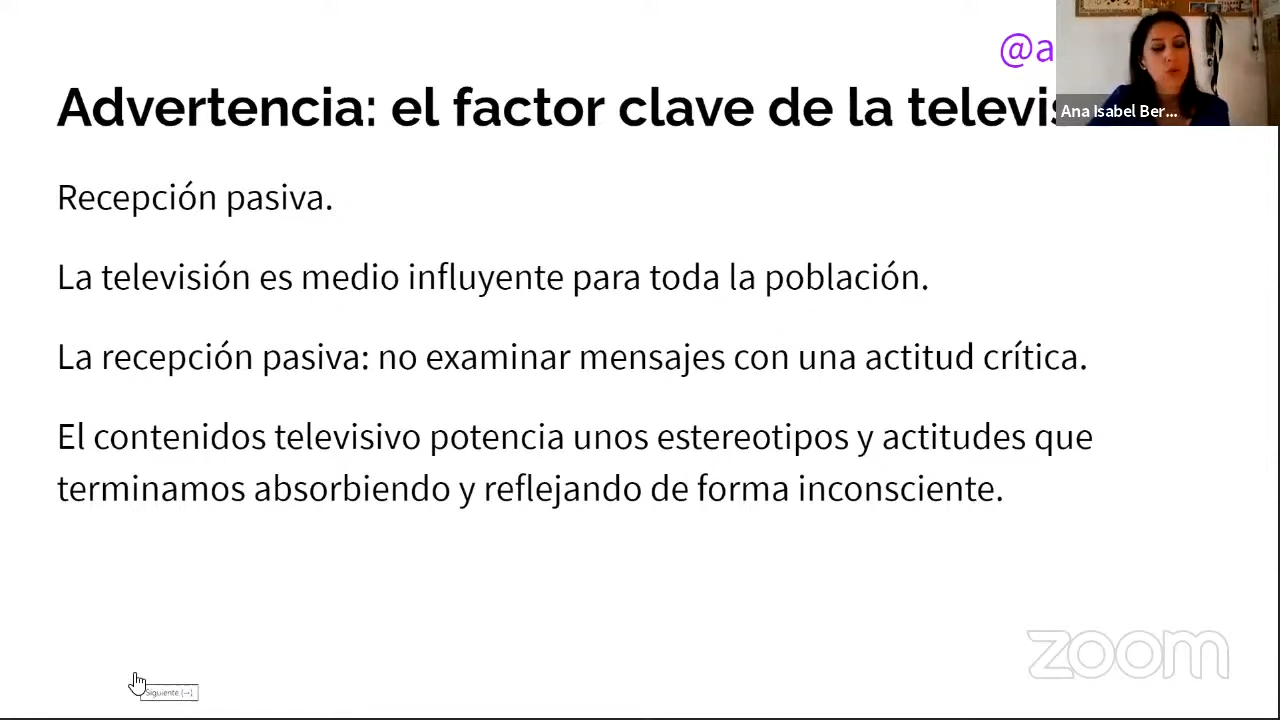 @a
Advertencia: el factor clave de la televis
Ana Isabel Ber...
Recepción pasiva.
La televisión es medio influyente para toda la población.
La recepción pasiva: no examinar mensajes con una actitud crítica.
El contenidos televisivo potencia unos estereotipos y actitudes que
terminamos absorbiendo y reflejando de forma inconsciente.
zoom
Siguiente (→)